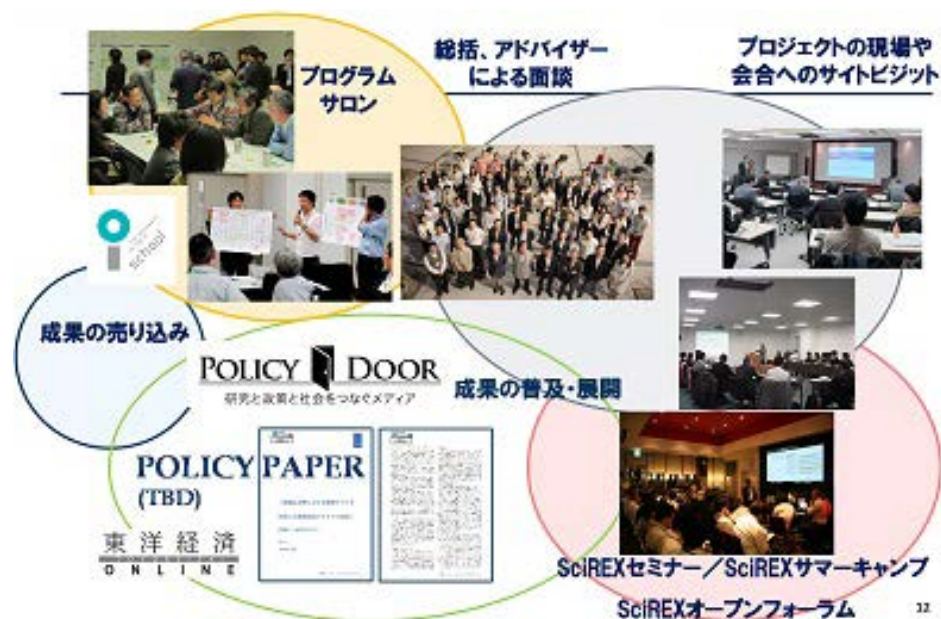 プログラム
サロン
総括、アドバイザー
による面談
プロジェクトの現場や
会合へのサイトビジット
i
school
成果の売り込み
POLICY DOOR
研究と政策と社会をつなぐメディア
成果の普及・展開
POLICY PAPER
(TBD)
東洋経済
ONLINE
SciREXセミナー／SciREXサマーキャンプ
SciREXオープンフォーラム
12